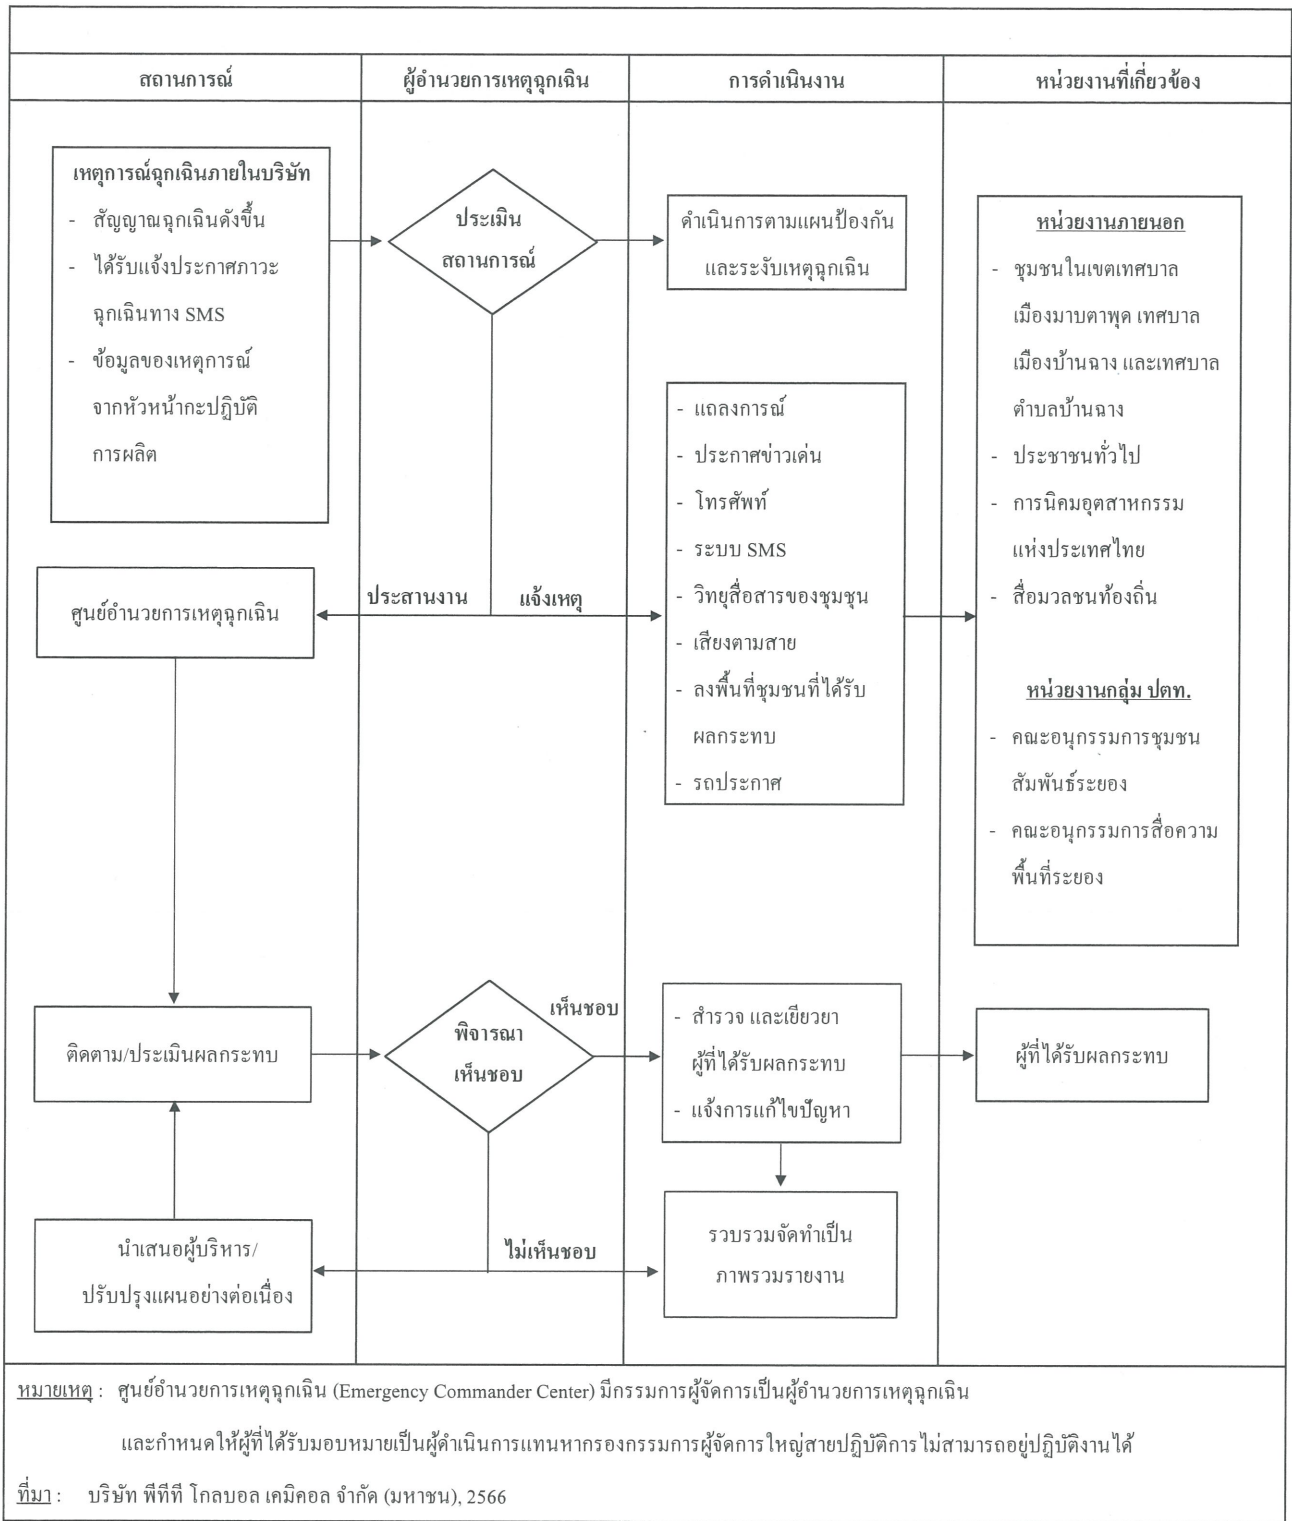 สถานการณ์
ผู้อำนวยการเหตุฉุกเฉิน
การดำเนินงาน
หน่วยงานที่เกี่ยวข้อง
เหตุการณ์ฉุกเฉินภายในบริษัท
- สัญญาณฉุกเฉินดังขึ้น
- ได้รับแจ้งประกาศภาวะ
ฉุกเฉินทาง SMS
- ข้อมูลของเหตุการณ์
จากหัวหน้ากะปฏิบัติ
การผลิต
ประเมิน
สถานการณ์
ดำเนินการตามแผนป้องกัน
และระงับเหตุฉุกเฉิน
หน่วยงานภายนอก
- ชุมชนในเขตเทศบาล
เมืองมาบตาพุด เทศบาล
เมืองบ้านฉาง และเทศบาล
ตำบลบ้านฉาง
- ประชาชนทั่วไป
- การนิคมอุตสาหกรรม
แห่งประเทศไทย
- สื่อมวลชนท้องถิ่น
หน่วยงานกลุ่ม ปตท.
- คณะอนุกรรมการชุมชน
สัมพันธ์ระยอง
- คณะอนุกรรมการสื่อความ
พื้นที่ระยอง
- แถลงการณ์
- ประกาศข่าวเด่น
- โทรศัพท์
- ระบบ SMS
- วิทยุสื่อสารของชุมชุน
- เสียงตามสาย
- ลงพื้นที่ชุมชนที่ได้รับ
ผลกระทบ
- รถประกาศ
ศูนย์อำนวยการเหตุฉุกเฉิน
ประสานงาน
แจ้งเหตุ
ติดตาม/ประเมินผลกระทบ
พิจารณา
เห็นชอบ
เห็นชอบ
- สำรวจ และเยียวยา
ผู้ที่ได้รับผลกระทบ
- แจ้งการแก้ไขปัญหา
ผู้ที่ได้รับผลกระทบ
นำเสนอผู้บริหาร/
ปรับปรุงแผนอย่างต่อเนื่อง
ไม่เห็นชอบ
รวบรวมจัดทำเป็น
ภาพรวมรายงาน
หมายเหตุ : ศูนย์อำนวยการเหตุฉุกเฉิน (Emergency Commander Center) มีกรรมการผู้จัดการเป็นผู้อำนวยการเหตุฉุกเฉิน
และกำหนดให้ผู้ที่ได้รับมอบหมายเป็นผู้ดำเนินการแทนหากรองกรรมการผู้จัดการใหญ่สายปฏิบัติการไม่สามารถอยู่ปฏิบัติงานได้
ที่มา : บริษัท พีทีที โกลบอล เคมิคอล จำกัด (มหาชน), 2566